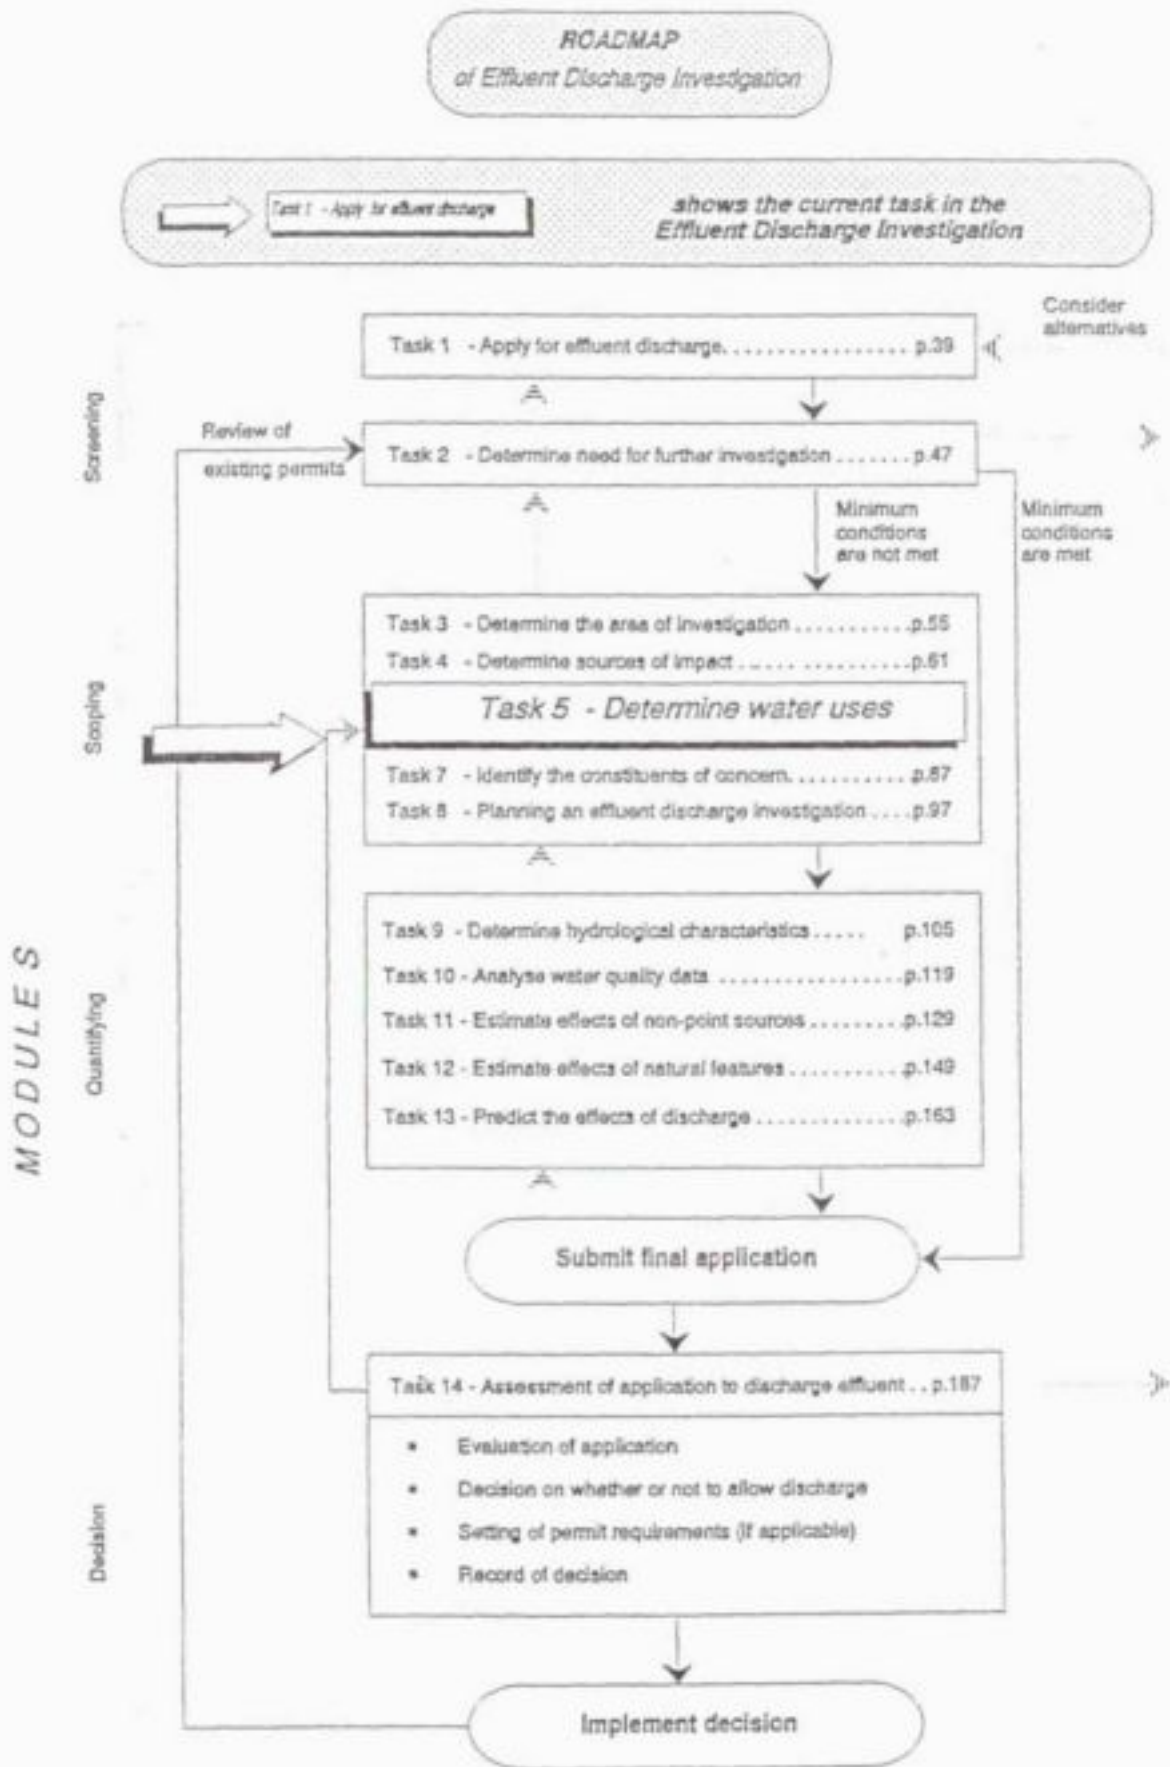 ROADMAP
of Effluent Discharge Investigation
Task 1 - Apply for effluent discharge
shows the current task in the
Effluent Discharge Investigation
Consider
alternatives
Task 1 - Apply for effluent discharge. . . . . . . . . . . . . . . . . p.39
Screening
Review of
existing permits
Task 2 - Determine need for further investigation . . . . . . . p.47
Minimum
conditions
are not met
Minimum
conditions
are met
Scoping
Task 3 - Determine the area of investigation . . . . . . . . . . . p.55
Task 4 - Determine sources of impact . . . . . . . . . . . . . . . p.61
Task 5 - Determine water uses
Task 7 - Identify the constituents of concern. . . . . . . . . . . p.87
Task 8 - Planning an effluent discharge investigation . . . . p.97
MODULES
Quantifying
Task 9 - Determine hydrological characteristics . . . . . p.105
Task 10 - Analyse water quality data . . . . . . . . . . . . . . . . p.119
Task 11 - Estimate effects of non-point sources . . . . . . . . . p.129
Task 12 - Estimate effects of natural features . . . . . . . . . . . p.149
Task 13 - Predict the effects of discharge . . . . . . . . . . . . . . p.163
Submit final application
Task 14 - Assessment of application to discharge effluent . . p.187
Decision
• Evaluation of application
• Decision on whether or not to allow discharge
• Setting of permit requirements (if applicable)
• Record of decision
Implement decision